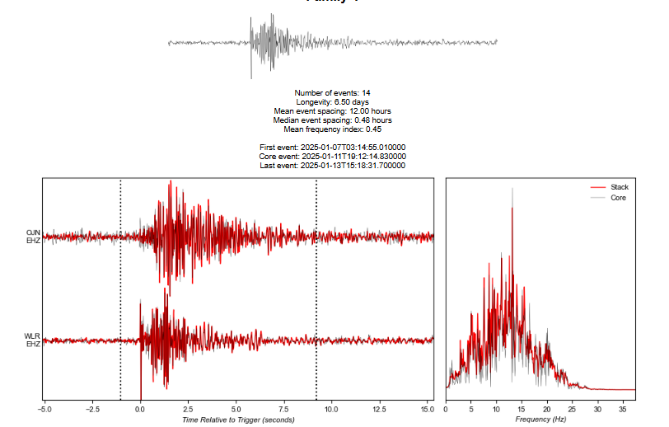 Number of events: 14
Longevity: 6.50 days
Mean event spacing: 12.00 hours
Median event spacing: 0.48 hours
Mean frequency index: 0.45
First event: 2025-01-07T03:14:55.010000
Core event: 2025-01-11T19:12:14.830000
Last event: 2025-01-13T15:18:31.700000
Stack
Core
EHZ
WLR
EHZ
−5.0 −2.5 0.0 2.5 5.0 7.5 10.0 12.5 15.0
Time Relative to Trigger (seconds)
0 5 10 15 20 25 30 35
Frequency (Hz)